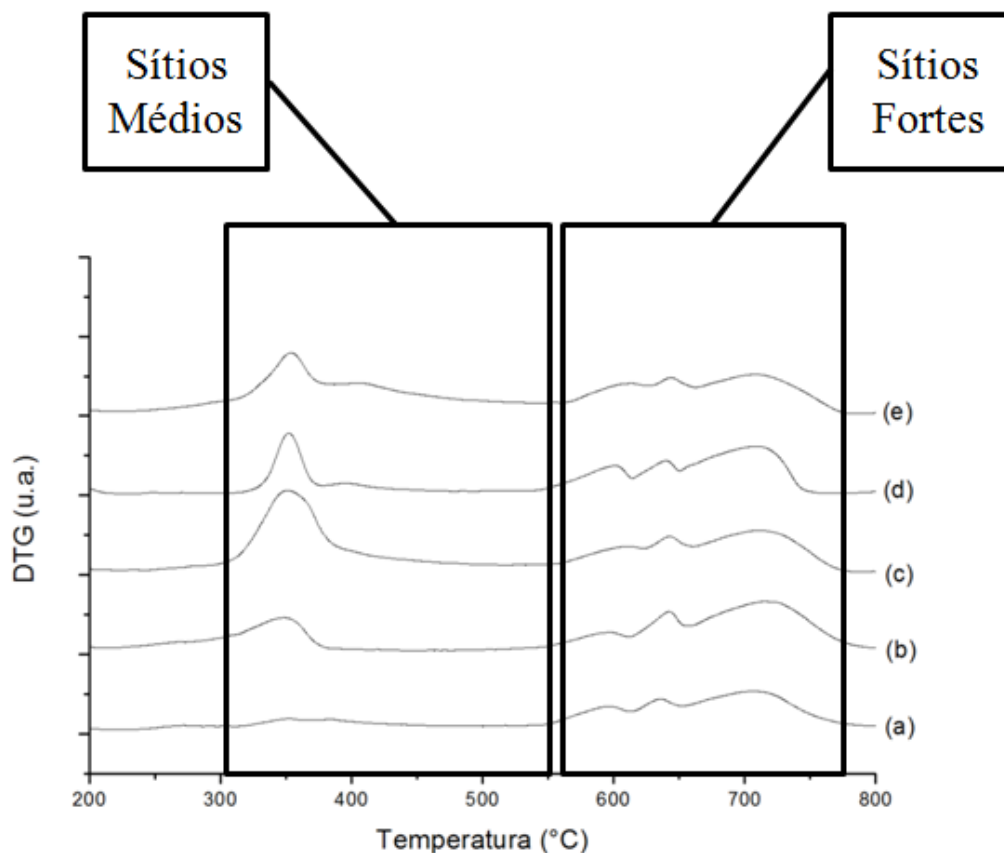 Sítios
Médios
Sítios
Fortes
DTG (u.a.)
(e)
(d)
(c)
(b)
(a)
200 300 400 500 600 700 800
Temperatura (°C)